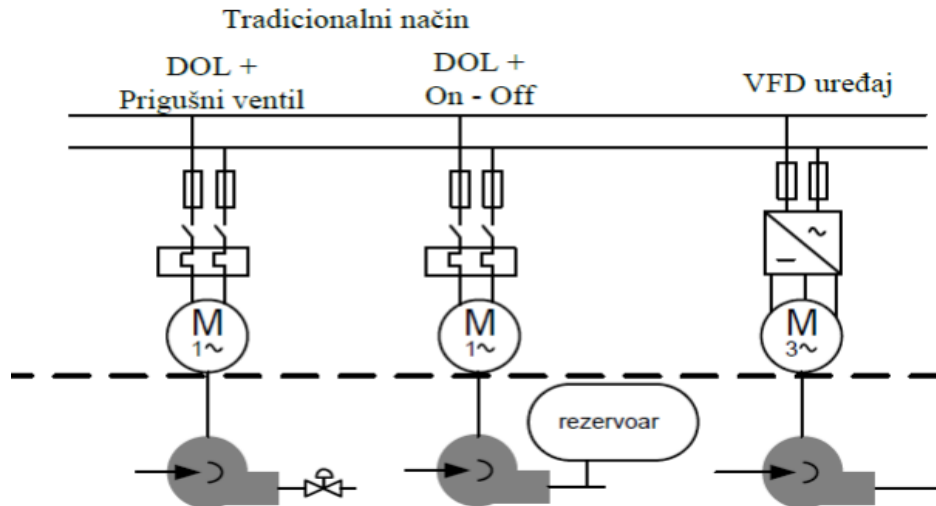 Tradicionalni način
DOL +
Prigušni ventil
DOL +
On - Off
VFD uređaj
~
M
1~
M
1~
M
3~
rezervoar